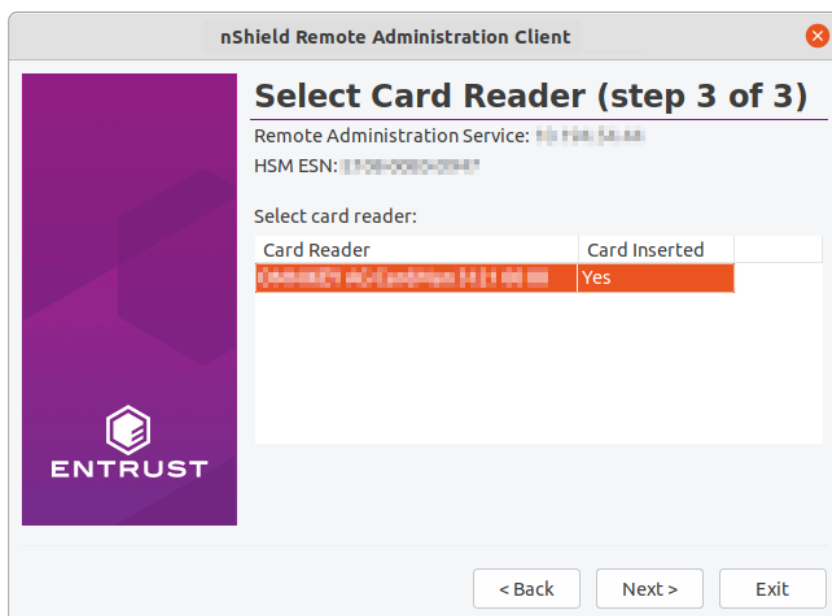 nShield Remote Administration Client
Select Card Reader (step 3 of 3)
Remote Administration Service:
HSM ESN:
Select card reader:
Card Reader Card Inserted
Yes
ENTRUST
< Back Next > Exit